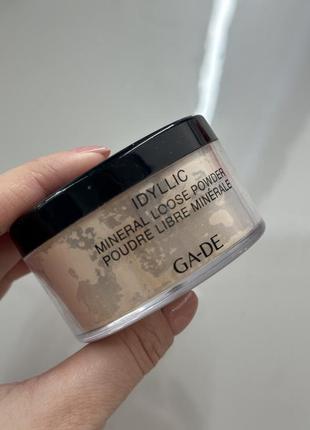 IDYLLIC
MINERAL LOOSE POWDER
POUDRE LIBRE MINÉRALE
GA-DE